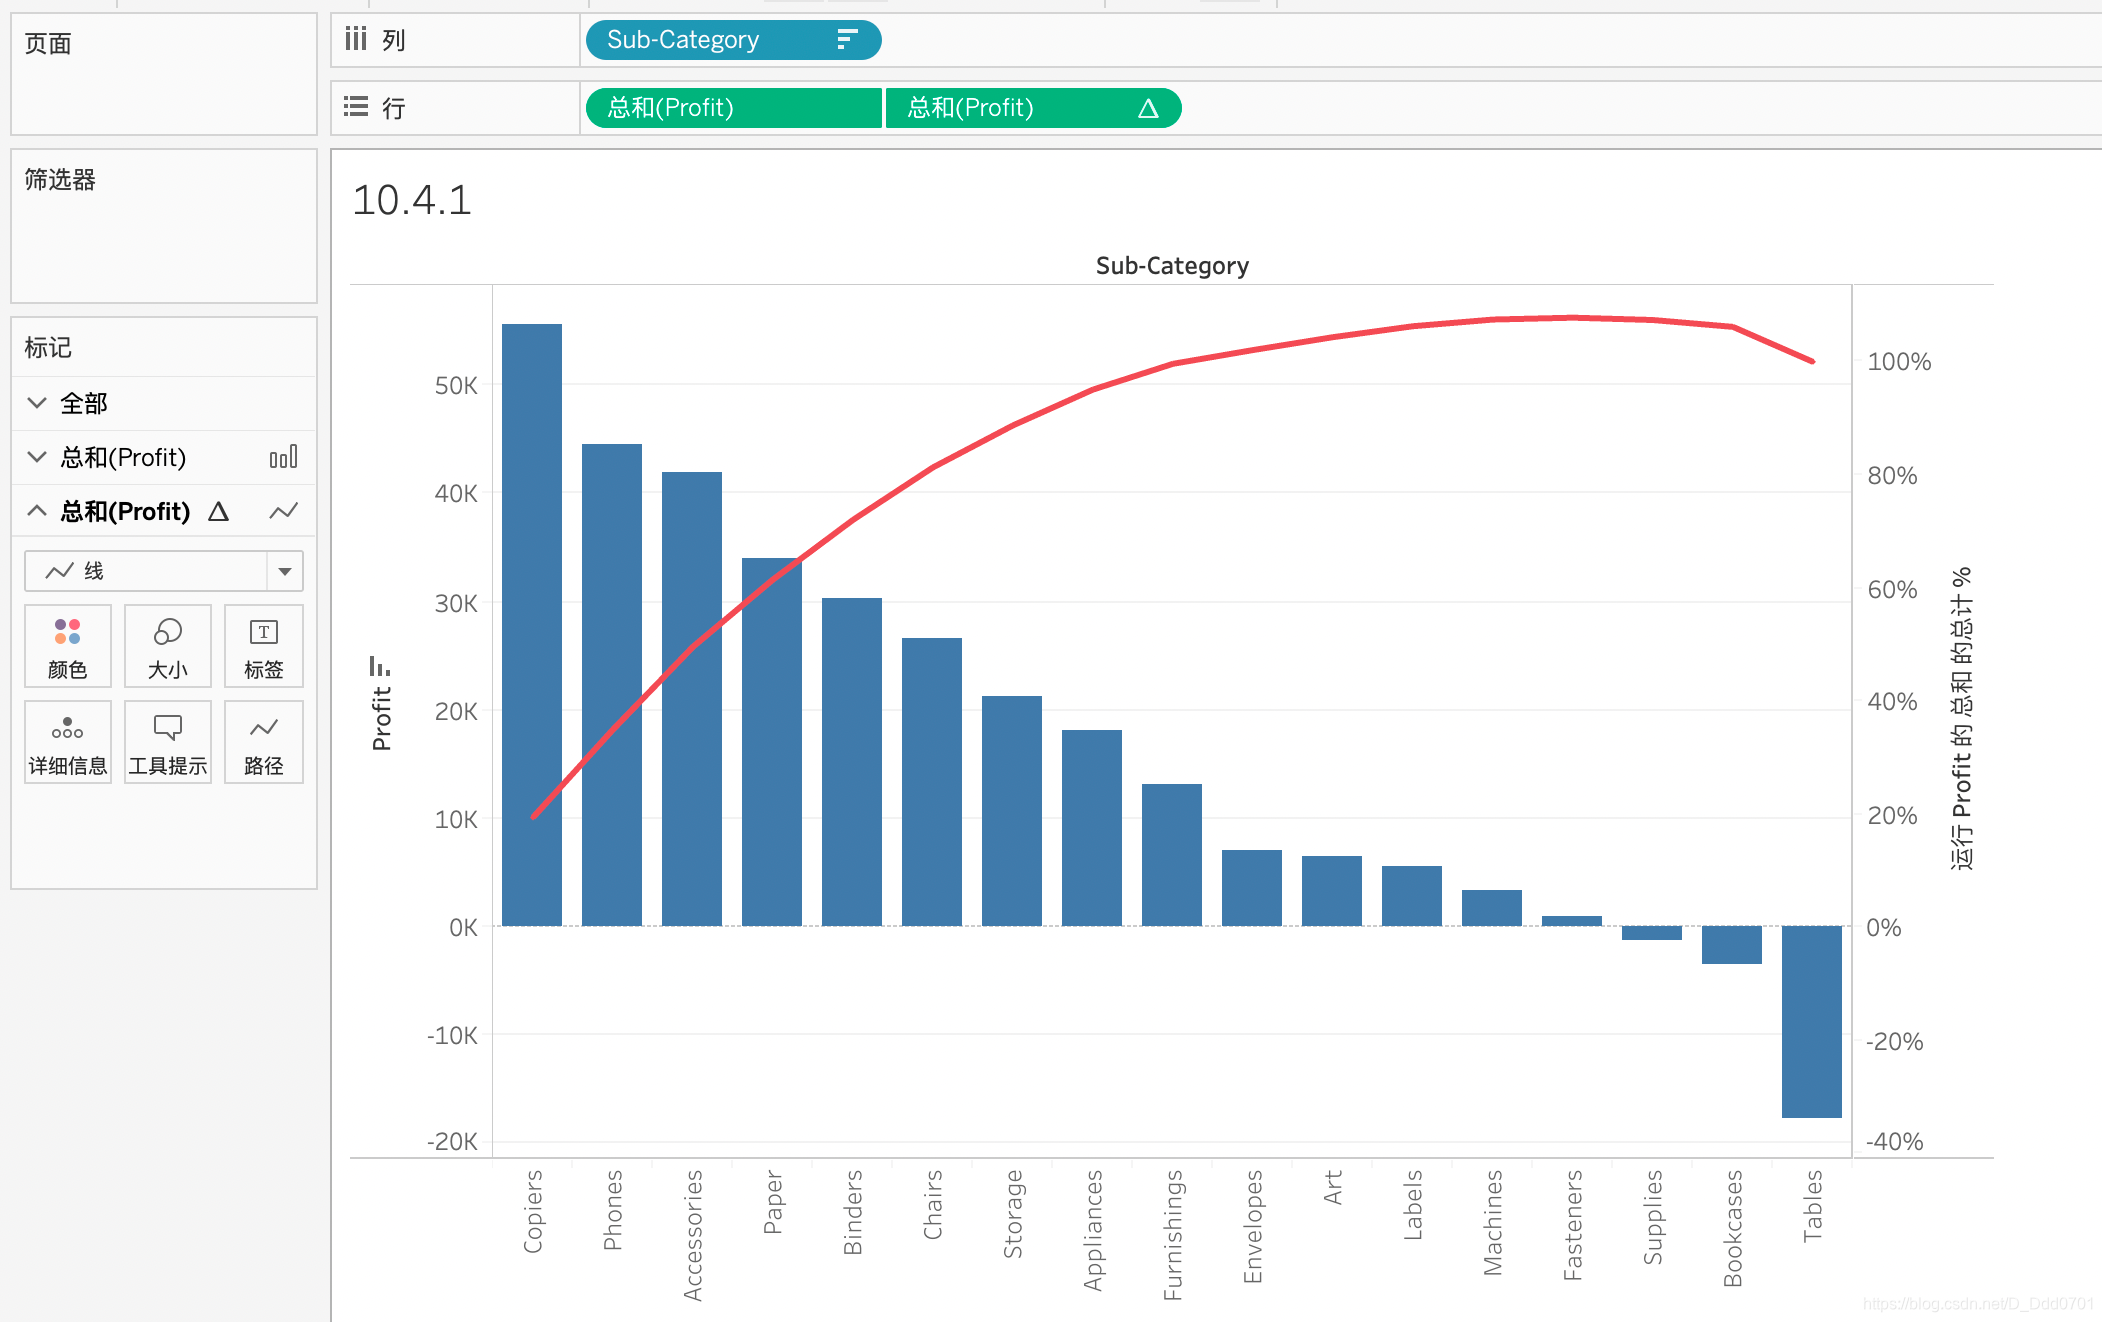 页面
列
Sub-Category
行
总和(Profit)
总和(Profit)
筛选器
标记
全部
总和(Profit)
总和(Profit)
线
颜色
大小
标签
详细信息
工具提示
路径
10.4.1
Sub-Category
Profit
50K
40K
30K
20K
10K
0K
-10K
-20K
100%
80%
60%
40%
20%
0%
-20%
-40%
运行 Profit 的 总和 的总计 %
Copiers
Phones
Accessories
Paper
Binders
Chairs
Storage
Appliances
Furnishings
Envelopes
Art
Labels
Machines
Fasteners
Supplies
Bookcases
Tables
https://blog.csdn.net/D_Ddd0701